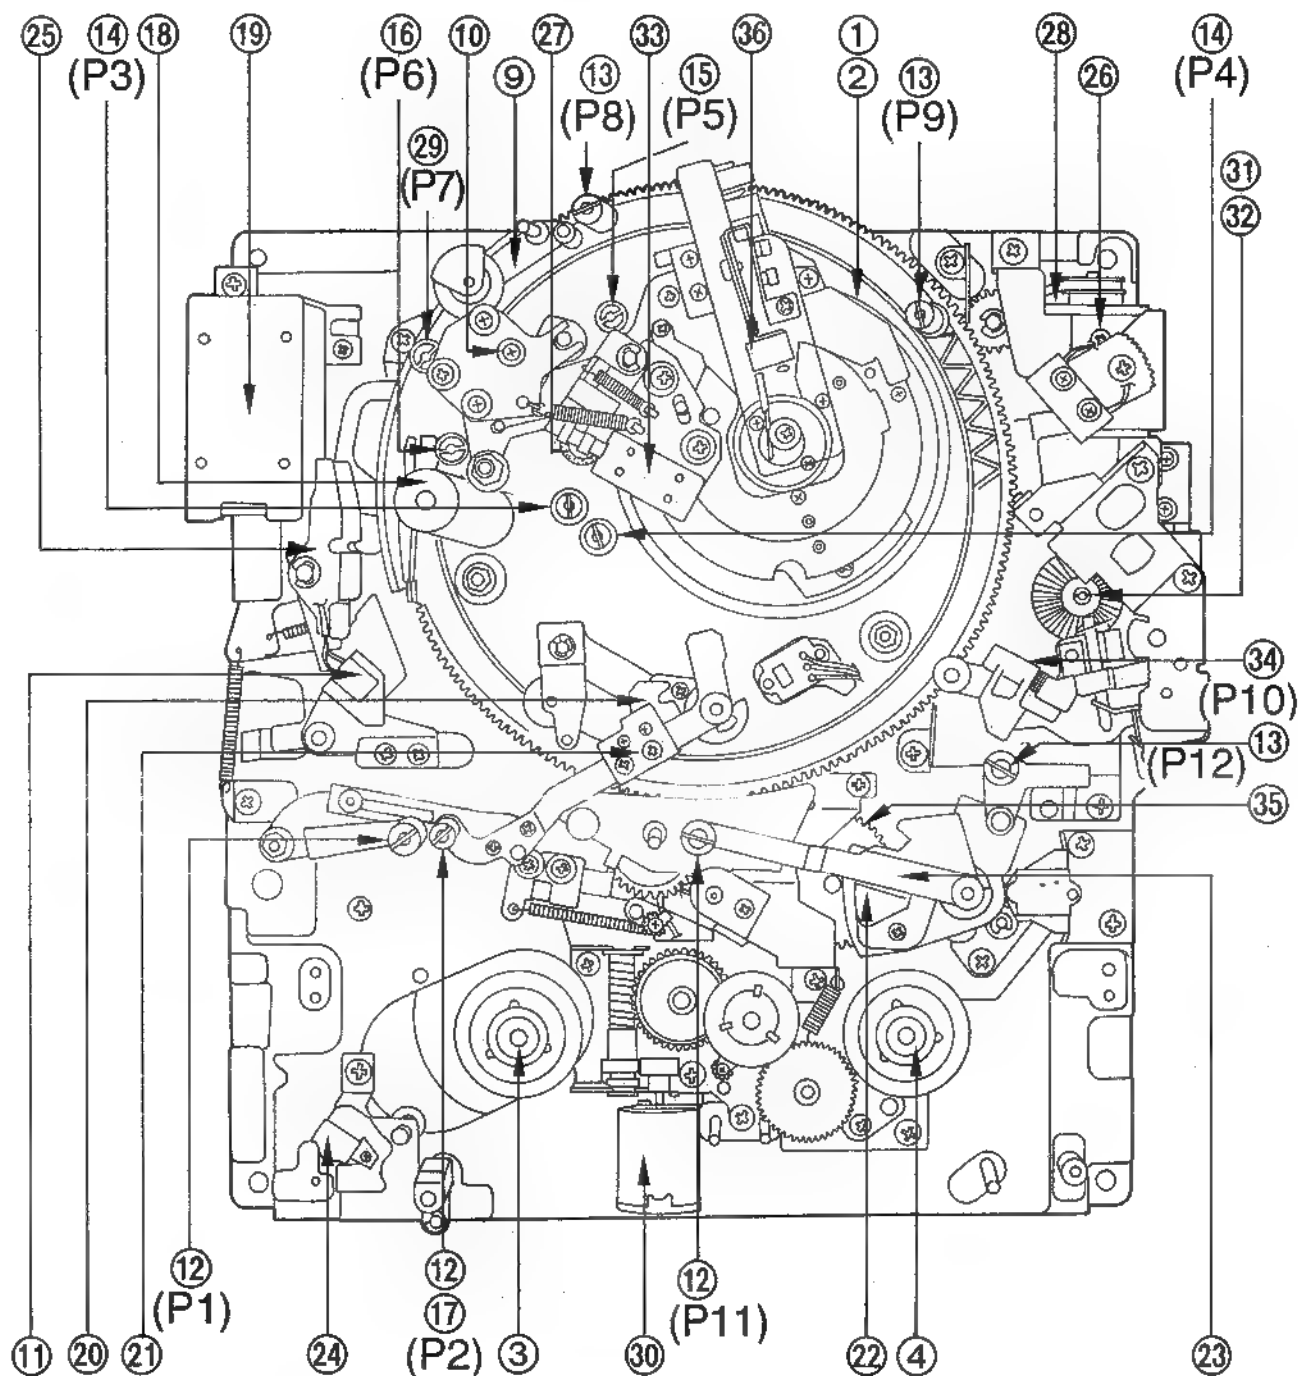 ㉕ ⑭ ⑱ ⑲ ⑯ ⑩ ㉗ ㉝ ㊱ ① ㉘ ⑭
(P3) (P6) ⑨ ⑬ ⑮ ② ⑬ ㉖ (P4)
(P8) (P5) (P9)
㉙
(P7)
㉛
㉜
㉞
(P10)
⑬
(P12)
㉟
⑫ ⑫ ⑫
(P1) ⑰ (P11)
⑪ ⑳ ㉑ ㉔ (P2) ③ ㉚ ㉒ ④ ㉓